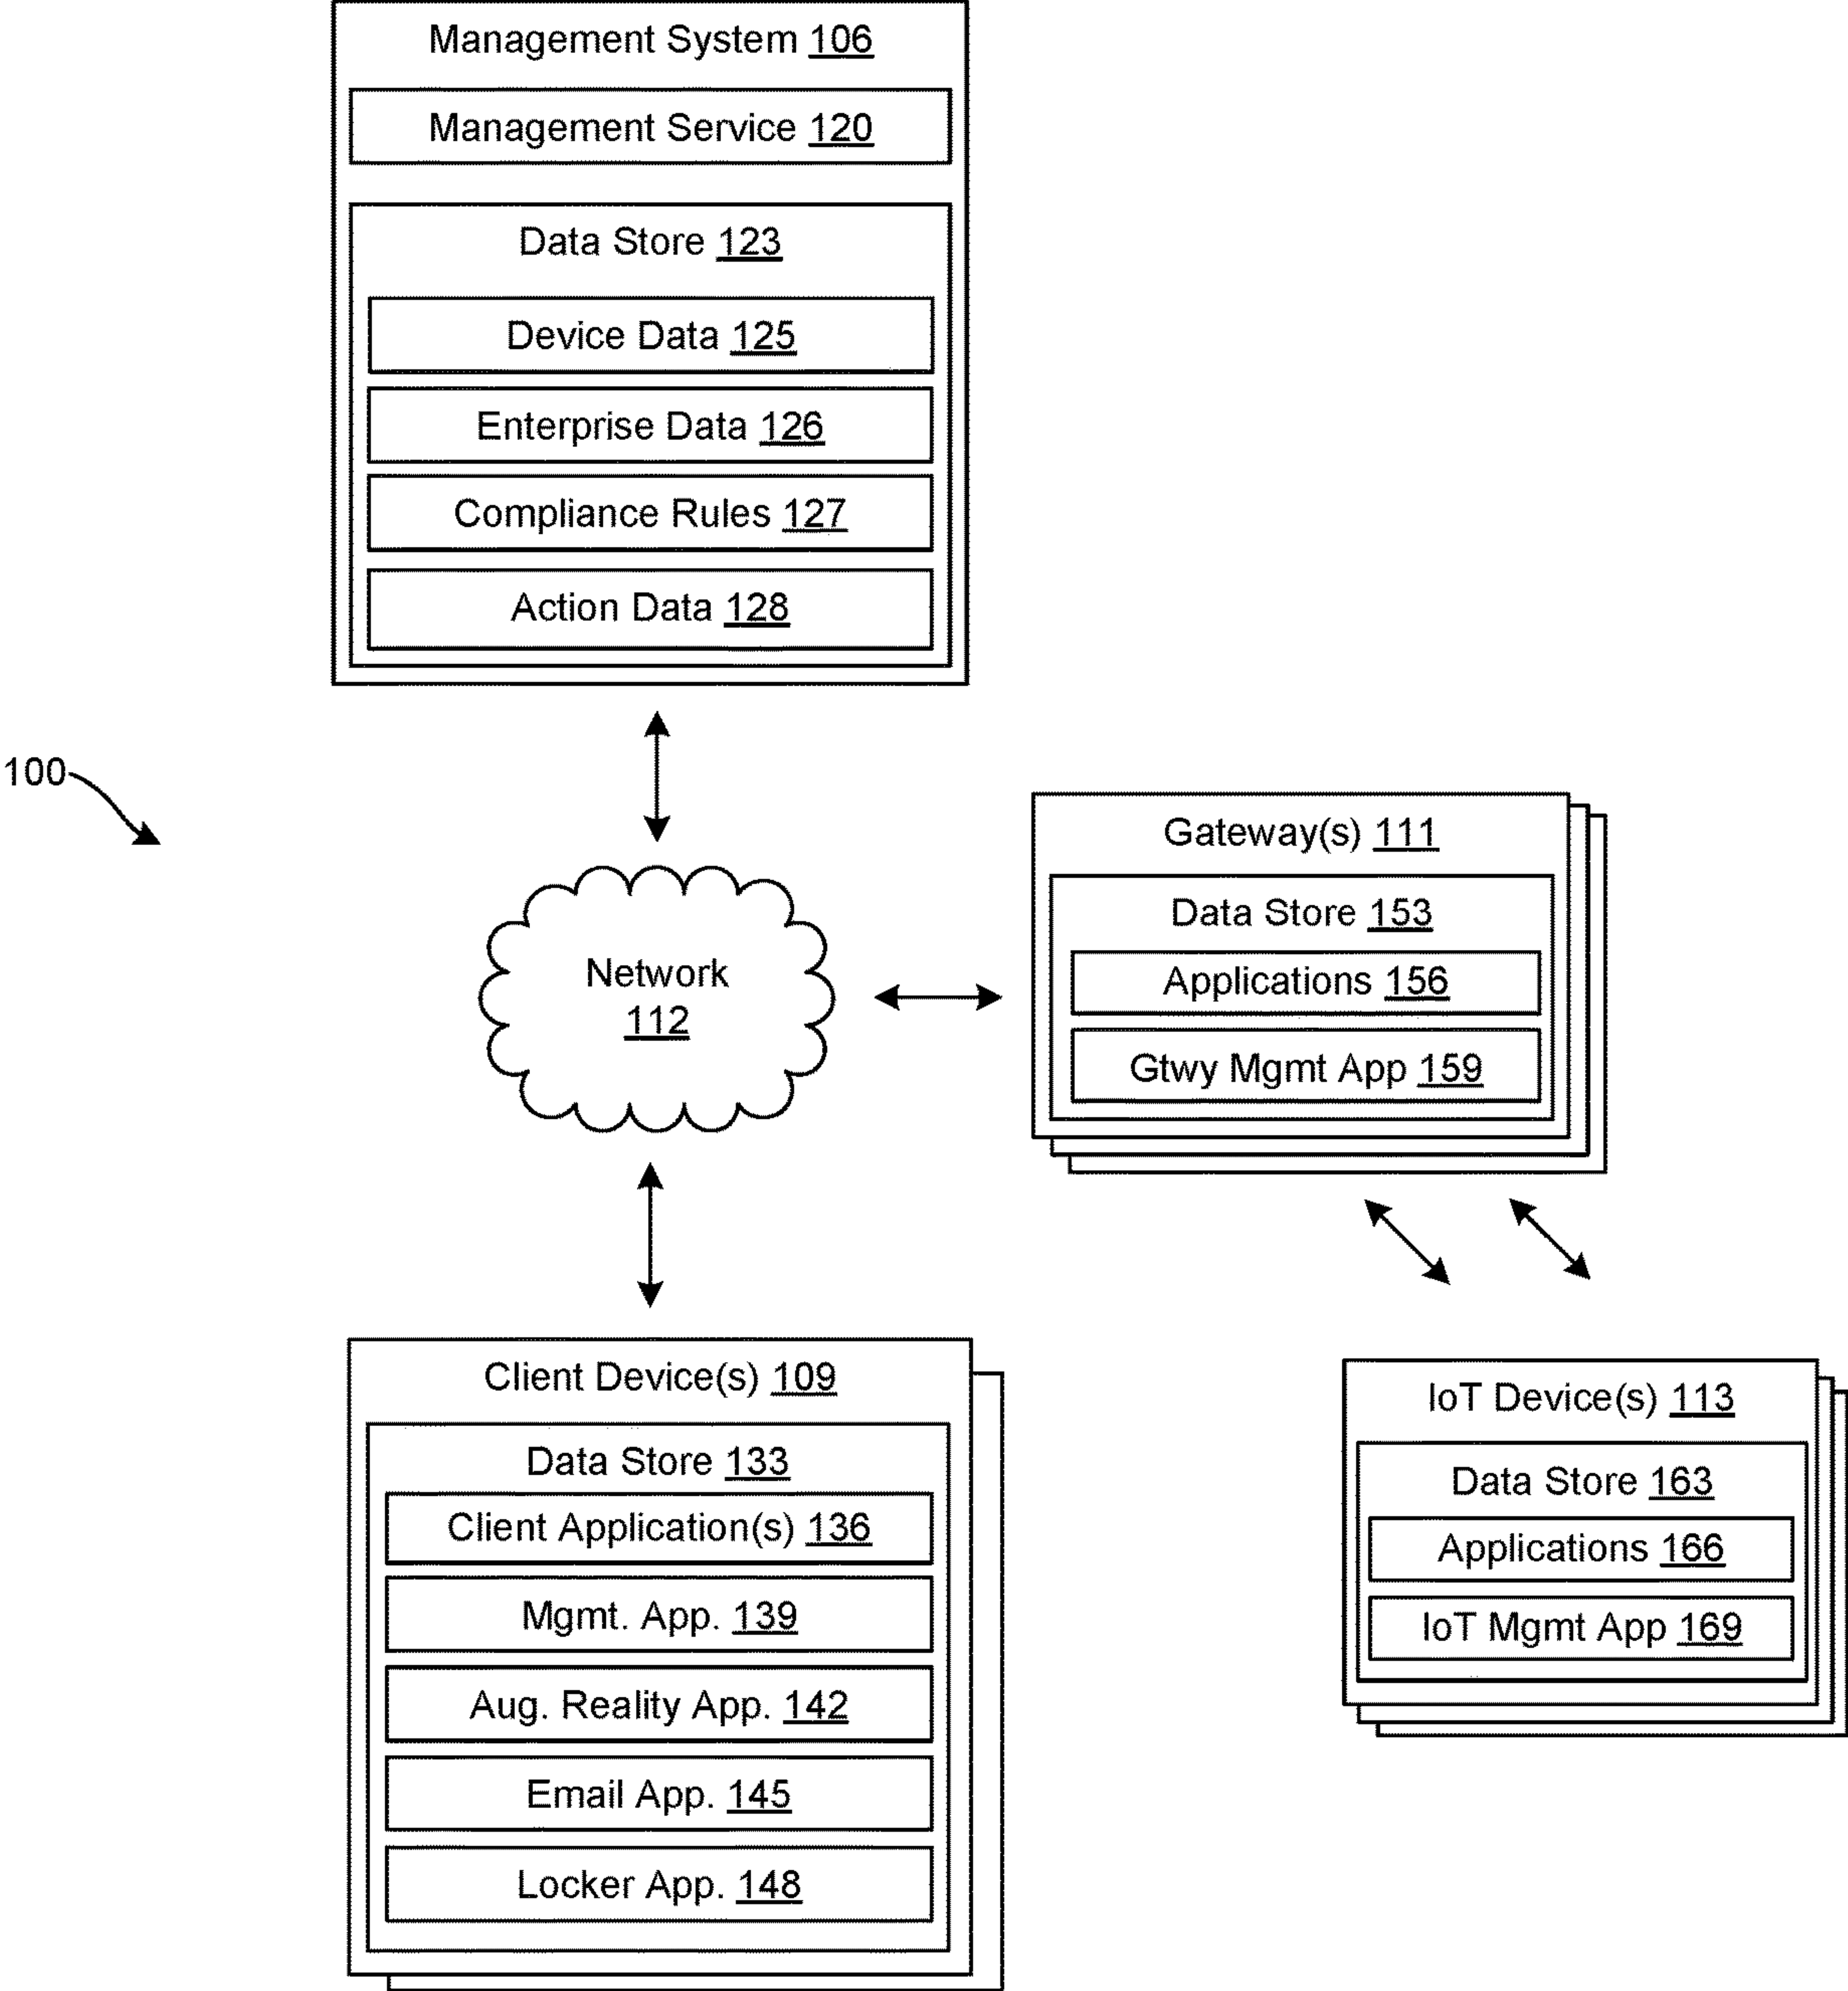 Management System 106
Management Service 120
Data Store 123
Device Data 125
Enterprise Data 126
Compliance Rules 127
Action Data 128
100
Gateway(s) 111
Data Store 153
Applications 156
Gtwy Mgmt App 159
Network
112
Client Device(s) 109
Data Store 133
Client Application(s) 136
Mgmt. App. 139
Aug. Reality App. 142
Email App. 145
Locker App. 148
IoT Device(s) 113
Data Store 163
Applications 166
IoT Mgmt App 169